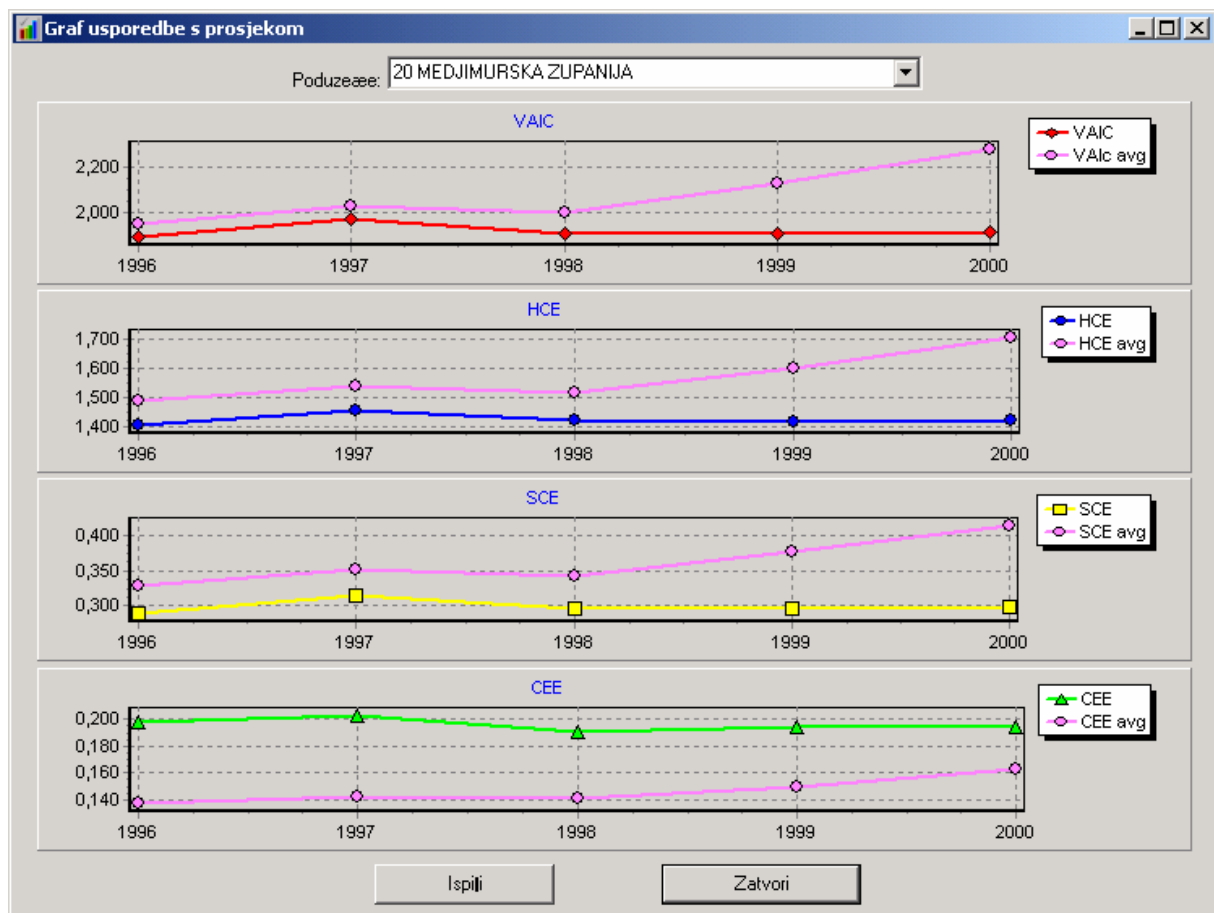 Graf usporedbe s prosjekom
Poduzeæe: 20 MEDJIMURSKA ZUPANIJA
VAIC
VAIC
VAIc avg
2,200
2,000
1996 1997 1998 1999 2000
HCE
HCE
HCE avg
1,700
1,600
1,500
1,400
1996 1997 1998 1999 2000
SCE
SCE
SCE avg
0,400
0,350
0,300
1996 1997 1998 1999 2000
CEE
CEE
CEE avg
0,200
0,180
0,160
0,140
1996 1997 1998 1999 2000
Ispili Zatvori